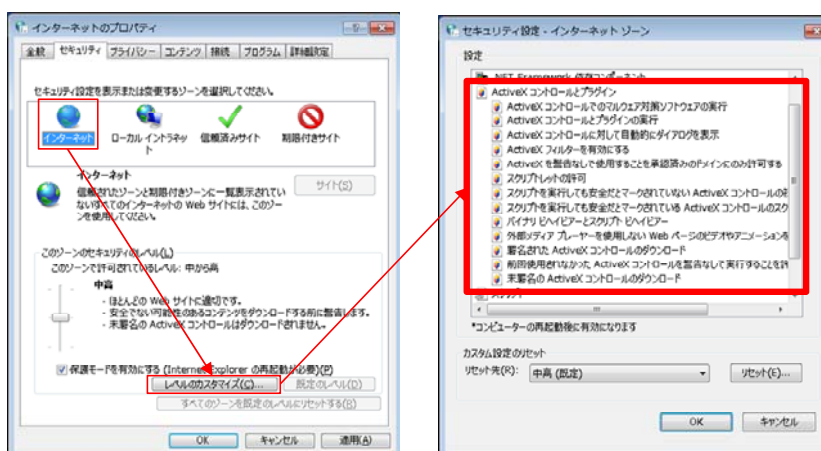 インターネットのプロパティ
全般 セキュリティ プライバシー コンテンツ 接続 プログラム 詳細設定
セキュリティ設定を表示または変更するゾーンを選択してください。
インターネット ローカル イントラネット 信頼済みサイト 制限付きサイト
インターネット
サイト(S)
信頼されたゾーンと制限付きゾーンに一覧表示されてい
ないすべてのインターネットの Web サイトには、このゾー
ンを使用してください。
このゾーンのセキュリティのレベル(L)
このゾーンで許可されているレベル: 中から高
中高
- ほとんどの Web サイトに適切です。
- 安全でない可能性のあるコンテンツをダウンロードする前に警告します。
- 未署名の ActiveX コントロールはダウンロードされません。
保護モードを有効にする (Internet Explorer の再起動が必要)(P)
レベルのカスタマイズ(C)... 既定のレベル(D)
すべてのゾーンを既定のレベルにリセットする(R)
OK キャンセル 適用(A)
セキュリティ設定 - インターネット ゾーン
設定
.NET Framework 依存コンポーネント
ActiveX コントロールとプラグイン
ActiveX コントロールでのマルウェア対策ソフトウェアの実行
ActiveX コントロールとプラグインの実行
ActiveX コントロールに対して自動的にダイアログを表示
ActiveX フィルターを有効にする
ActiveX を警告なしで使用することを承認済みのドメインにのみ許可する
スクリプトレットの許可
スクリプトを実行しても安全だとマークされていない ActiveX コントロールの
スクリプトを実行しても安全だとマークされている ActiveX コントロールのスク
バイナリ ビヘイビアーとスクリプト ビヘイビアー
外部メディア プレーヤーを使用しない Web ページのビデオやアニメーションを
署名された ActiveX コントロールのダウンロード
前回使用されなかった ActiveX コントロールを警告なしで実行することを許
未署名の ActiveX コントロールのダウンロード
*コンピューターの再起動後に有効になります
カスタム設定のリセット
リセット先(R): 中高 (既定) リセット(E)...
OK キャンセル